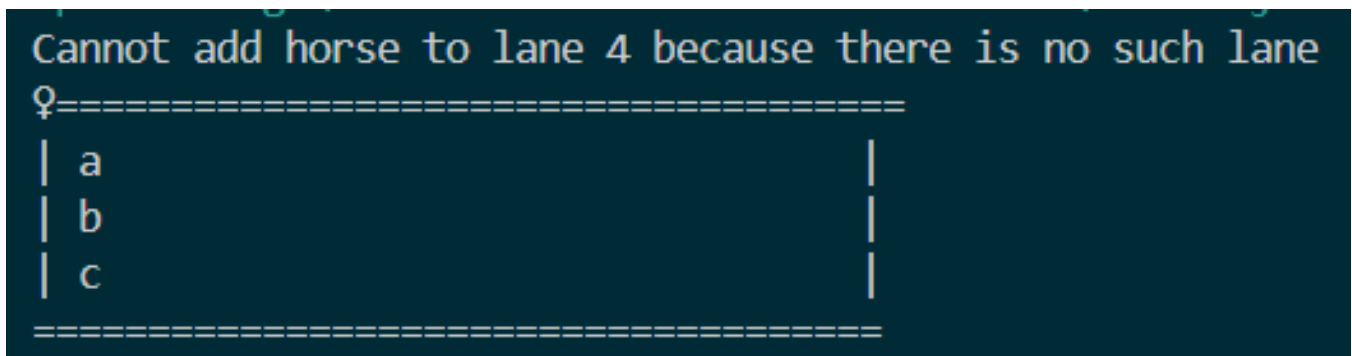 Cannot add horse to lane 4 because there is no such lane
♀=====================================
| a                                 |
| b                                 |
| c                                 |
=====================================